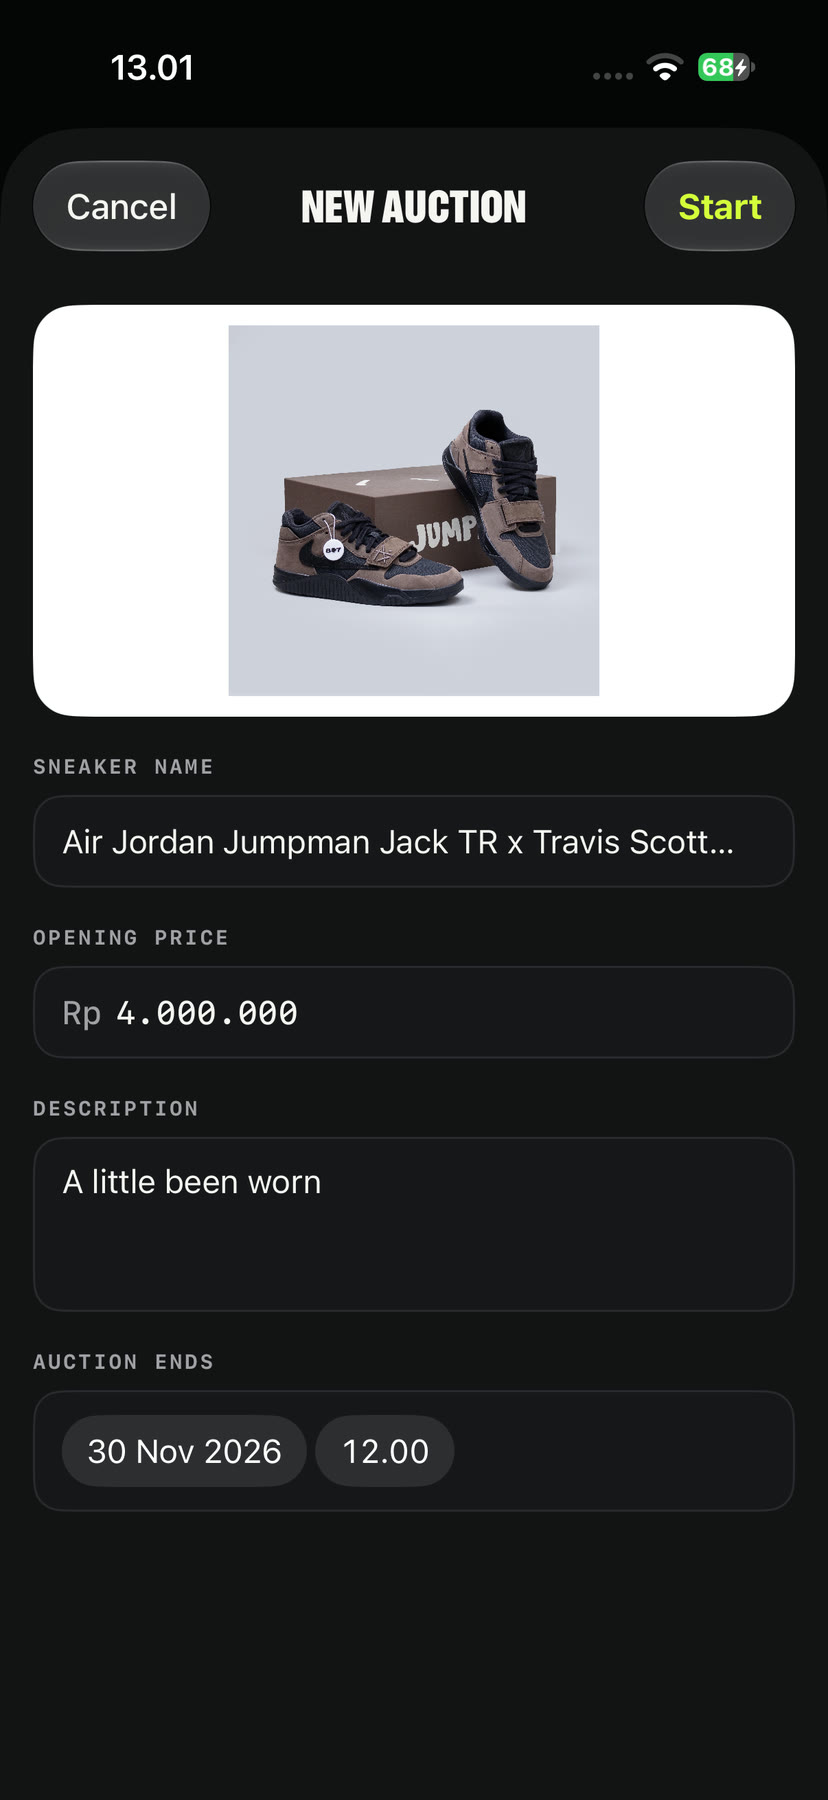 13.01
68
Cancel
NEW AUCTION
Start
JUMP
SNEAKER NAME
Air Jordan Jumpman Jack TR x Travis Scott...
OPENING PRICE
Rp 4.000.000
DESCRIPTION
A little been worn
AUCTION ENDS
30 Nov 2026
12.00